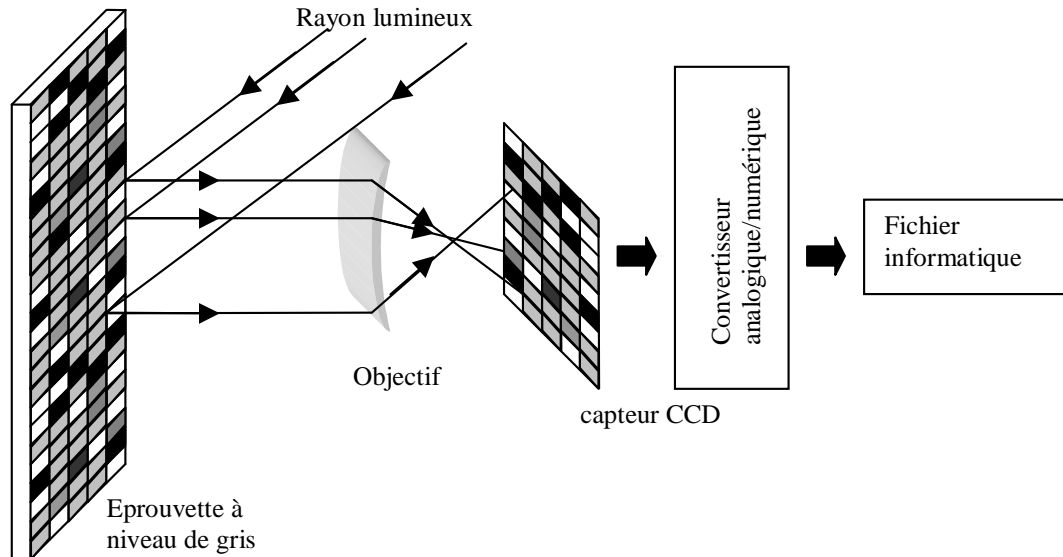 Rayon lumineux
Convertisseur
analogique/numérique
Fichier
informatique
Objectif
capteur CCD
Eprouvette à
niveau de gris